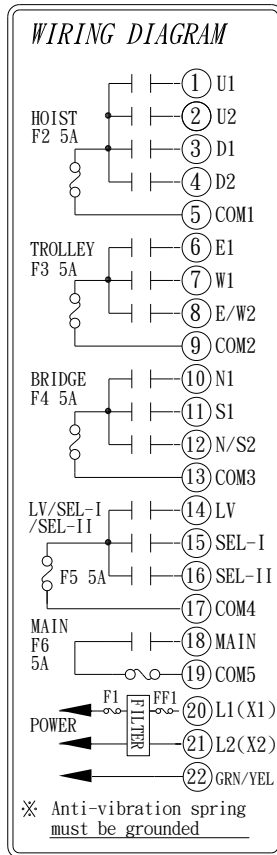 WIRING DIAGRAM
1 U1
2 U2
HOIST
F2 5A
3 D1
4 D2
5 COM1
6 E1
TROLLEY
F3 5A
7 W1
8 E/W2
9 COM2
10 N1
BRIDGE
F4 5A
11 S1
12 N/S2
13 COM3
LV/SEL-I
/SEL-II
14 LV
15 SEL-I
F5 5A
16 SEL-II
17 COM4
MAIN
F6
5A
18 MAIN
19 COM5
F1
FF1
20 L1(X1)
POWER
FILTER
21 L2(X2)
22 GRN/YEL
※ Anti-vibration spring
must be grounded